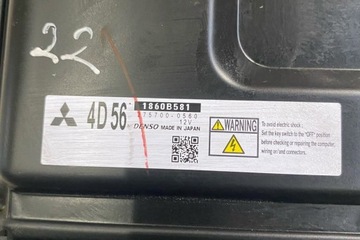 22
4D56
1860B581
275700-0560
DENSO 12V
MADE IN JAPAN
WARNING
To avoid electric shock:
Set the key switch to the "OFF" position
before checking or repairing the computer,
wiring and connectors.